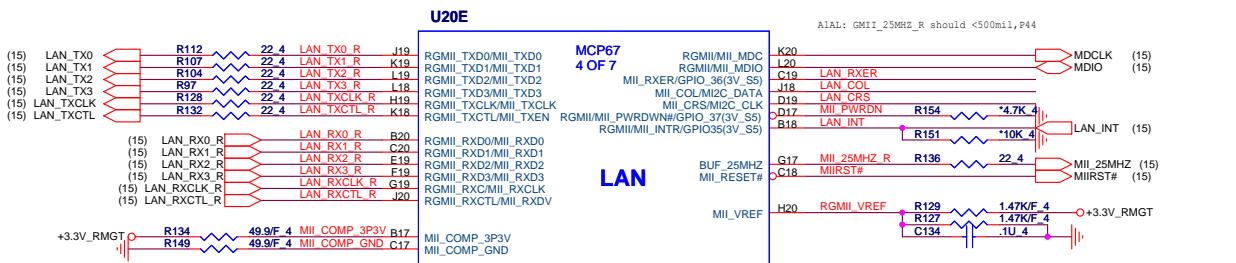 U20E
A1AL: GMII_25MHZ_R should <500mil,P44
MCP67
4 OF 7
LAN
(15) LAN_TX0 R112 22_4 LAN_TX0_R J19 RGMII_TXD0/MII_TXD0
(15) LAN_TX1 R107 22_4 LAN_TX1_R K19 RGMII_TXD1/MII_TXD1
(15) LAN_TX2 R104 22_4 LAN_TX2_R L19 RGMII_TXD2/MII_TXD2
(15) LAN_TX3 R97 22_4 LAN_TX3_R L18 RGMII_TXD3/MII_TXD3
(15) LAN_TXCLK R128 22_4 LAN_TXCLK_R H19 RGMII_TXCLK/MII_TXCLK
(15) LAN_TXCTL R132 22_4 LAN_TXCTL_R K18 RGMII_TXCTL/MII_TXEN
(15) LAN_RX0_R LAN_RX0_R B20 RGMII_RXD0/MII_RXD0
(15) LAN_RX1_R LAN_RX1_R C20 RGMII_RXD1/MII_RXD1
(15) LAN_RX2_R LAN_RX2_R E19 RGMII_RXD2/MII_RXD2
(15) LAN_RX3_R LAN_RX3_R F19 RGMII_RXD3/MII_RXD3
(15) LAN_RXCLK_R LAN_RXCLK_R G19 RGMII_RXC/MII_RXCLK
(15) LAN_RXCTL_R LAN_RXCTL_R J20 RGMII_RXCTL/MII_RXDV
+3.3V_RMGT R134 49.9/F_4 MII_COMP_3P3V B17 MII_COMP_3P3V
R149 49.9/F_4 MII_COMP_GND C17 MII_COMP_GND
RGMII/MII_MDC K20 MDCLK (15)
RGMII/MII_MDIO L20 MDIO (15)
MII_RXER/GPIO_36(3V_S5) C19 LAN_RXER
MII_COL/MI2C_DATA J18 LAN_COL
MII_CRS/MI2C_CLK D19 LAN_CRS
RGMII/MII_PWRDWN#/GPIO_37(3V_S5) D17 MII_PWRDN R154 *4.7K_4
RGMII/MII_INTR/GPIO35(3V_S5) B18 LAN_INT LAN_INT (15)
R151 *10K_4
BUF_25MHZ G17 MII_25MHZ_R R136 22_4 MII_25MHZ (15)
MII_RESET# C18 MIIRST# MIIRST# (15)
MII_VREF H20 RGMII_VREF R129 1.47K/F_4 +3.3V_RMGT
R127 1.47K/F_4
C134 .1U_4